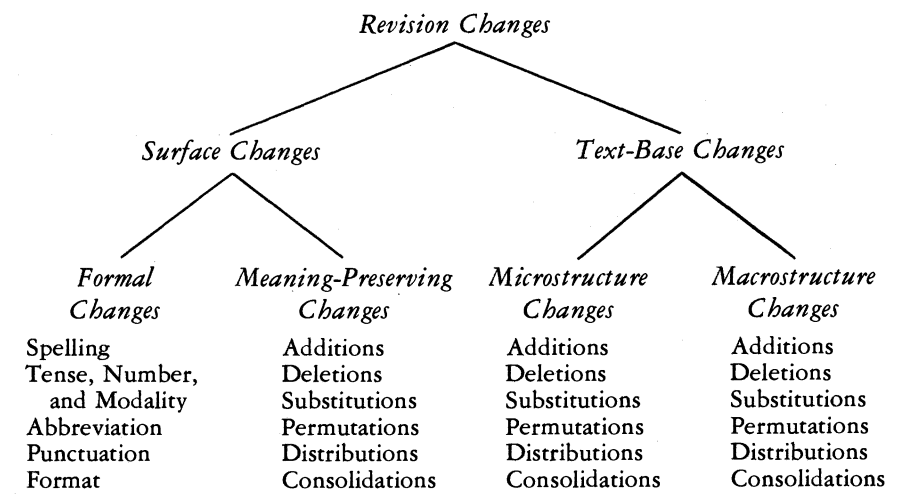 Revision Changes
Surface Changes
Text-Base Changes
Formal
Changes
Spelling
Tense, Number,
and Modality
Abbreviation
Punctuation
Format
Meaning-Preserving
Changes
Additions
Deletions
Substitutions
Permutations
Distributions
Consolidations
Microstructure
Changes
Additions
Deletions
Substitutions
Permutations
Distributions
Consolidations
Macrostructure
Changes
Additions
Deletions
Substitutions
Permutations
Distributions
Consolidations